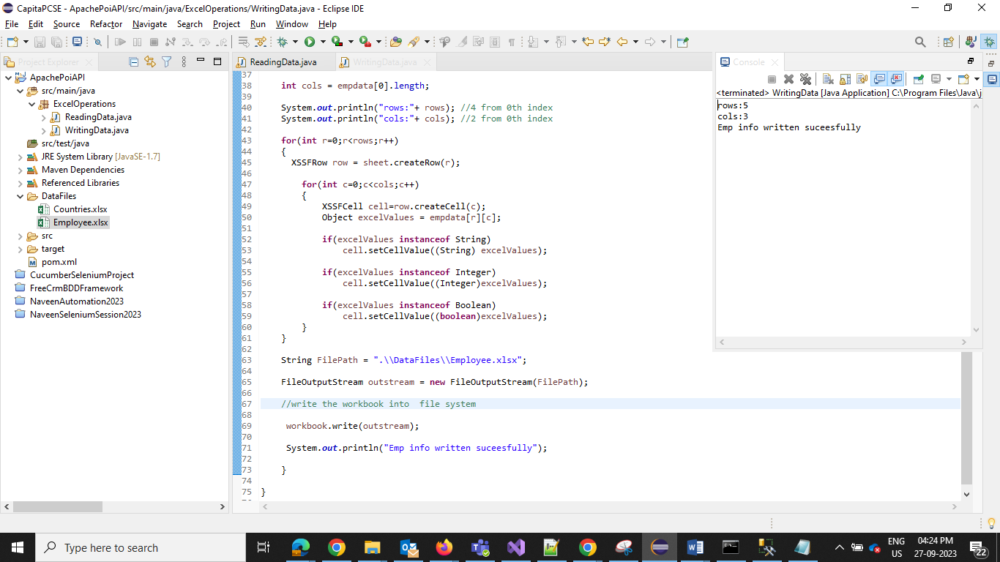 CapitaPCSE - ApachePoiAPI/src/main/java/ExcelOperations/WritingData.java - Eclipse IDE
File Edit Source Refactor Navigate Search Project Run Window Help
Project Explorer
ApachePoiAPI
src/main/java
ExcelOperations
ReadingData.java
WritingData.java
src/test/java
JRE System Library [JavaSE-1.7]
Maven Dependencies
Referenced Libraries
DataFiles
Countries.xlsx
Employee.xlsx
src
target
pom.xml
CucumberSeleniumProject
FreeCrmBDDFramework
NaveenAutomation2023
NaveenSeleniumSession2023
ReadingData.java WritingData.java
37
38 int cols = empdata[0].length;
39
40 System.out.println("rows:"+ rows); //4 from 0th index
41 System.out.println("cols:"+ cols); //2 from 0th index
42
43 for(int r=0;r<rows;r++)
44 {
45 XSSFRow row = sheet.createRow(r);
46
47 for(int c=0;c<cols;c++)
48 {
49 XSSFCell cell=row.createCell(c);
50 Object excelValues = empdata[r][c];
51
52 if(excelValues instanceof String)
53 cell.setCellValue((String) excelValues);
54
55 if(excelValues instanceof Integer)
56 cell.setCellValue((Integer)excelValues);
57
58 if(excelValues instanceof Boolean)
59 cell.setCellValue((boolean)excelValues);
60 }
61 }
62
63 String FilePath = ".\\DataFiles\\Employee.xlsx";
64
65 FileOutputStream outstream = new FileOutputStream(FilePath);
66
67 //write the workbook into  file system
68
69 workbook.write(outstream);
70
71 System.out.println("Emp info written suceesfully");
72
73 }
74
75 }
Console
<terminated> WritingData [Java Application] C:\Program Files\Java\j
rows:5
cols:3
Emp info written suceesfully
Type here to search
ENG
US
04:24 PM
27-09-2023
22